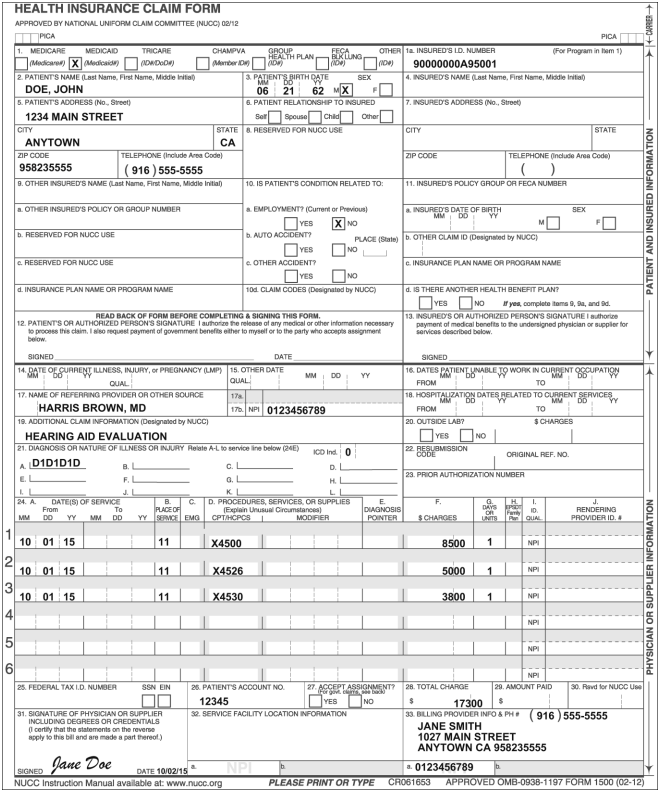 HEALTH INSURANCE CLAIM FORM
APPROVED BY NATIONAL UNIFORM CLAIM COMMITTEE (NUCC) 02/12
PICA PICA
CARRIER
1. MEDICARE MEDICAID TRICARE CHAMPVA GROUP HEALTH PLAN FECA BLK LUNG OTHER
(Medicare#) X (Medicaid#) (ID#/DoD#) (Member ID#) (ID#) (ID#) (ID#)
1a. INSURED'S I.D. NUMBER (For Program in Item 1)
90000000A95001
2. PATIENT'S NAME (Last Name, First Name, Middle Initial)
DOE, JOHN
3. PATIENT'S BIRTH DATE SEX
MM DD YY
06 21 62 M X F
4. INSURED'S NAME (Last Name, First Name, Middle Initial)
5. PATIENT'S ADDRESS (No., Street)
1234 MAIN STREET
6. PATIENT RELATIONSHIP TO INSURED
Self Spouse Child Other
7. INSURED'S ADDRESS (No., Street)
CITY STATE
ANYTOWN CA
8. RESERVED FOR NUCC USE
CITY STATE
ZIP CODE TELEPHONE (Include Area Code)
958235555 ( 916 ) 555-5555
ZIP CODE TELEPHONE (Include Area Code)
( )
9. OTHER INSURED'S NAME (Last Name, First Name, Middle Initial)
10. IS PATIENT'S CONDITION RELATED TO:
11. INSURED'S POLICY GROUP OR FECA NUMBER
a. OTHER INSURED'S POLICY OR GROUP NUMBER
a. EMPLOYMENT? (Current or Previous)
YES X NO
a. INSURED'S DATE OF BIRTH SEX
MM DD YY M F
b. RESERVED FOR NUCC USE
b. AUTO ACCIDENT? PLACE (State)
YES NO
b. OTHER CLAIM ID (Designated by NUCC)
c. RESERVED FOR NUCC USE
c. OTHER ACCIDENT?
YES NO
c. INSURANCE PLAN NAME OR PROGRAM NAME
d. INSURANCE PLAN NAME OR PROGRAM NAME
10d. CLAIM CODES (Designated by NUCC)
d. IS THERE ANOTHER HEALTH BENEFIT PLAN?
YES NO If yes, complete items 9, 9a, and 9d.
PATIENT AND INSURED INFORMATION
READ BACK OF FORM BEFORE COMPLETING & SIGNING THIS FORM.
12. PATIENT'S OR AUTHORIZED PERSON'S SIGNATURE I authorize the release of any medical or other information necessary
to process this claim. I also request payment of government benefits either to myself or to the party who accepts assignment
below.
SIGNED DATE
13. INSURED'S OR AUTHORIZED PERSON'S SIGNATURE I authorize
payment of medical benefits to the undersigned physician or supplier for
services described below.
SIGNED
14. DATE OF CURRENT ILLNESS, INJURY, or PREGNANCY (LMP)
MM DD YY
QUAL.
15. OTHER DATE
QUAL. MM DD YY
16. DATES PATIENT UNABLE TO WORK IN CURRENT OCCUPATION
MM DD YY MM DD YY
FROM TO
17. NAME OF REFERRING PROVIDER OR OTHER SOURCE
HARRIS BROWN, MD
17a.
17b. NPI 0123456789
18. HOSPITALIZATION DATES RELATED TO CURRENT SERVICES
MM DD YY MM DD YY
FROM TO
19. ADDITIONAL CLAIM INFORMATION (Designated by NUCC)
HEARING AID EVALUATION
20. OUTSIDE LAB? $ CHARGES
YES NO
21. DIAGNOSIS OR NATURE OF ILLNESS OR INJURY Relate A-L to service line below (24E) ICD Ind. 0
A. D1D1D1D B. C. D.
E. F. G. H.
I. J. K. L.
22. RESUBMISSION CODE ORIGINAL REF. NO.
23. PRIOR AUTHORIZATION NUMBER
24. A. DATE(S) OF SERVICE B. C. D. PROCEDURES, SERVICES, OR SUPPLIES E. F. G. H. I. J.
From To PLACE OF (Explain Unusual Circumstances) DIAGNOSIS DAYS OR UNITS EPSDT Family Plan ID. RENDERING
MM DD YY MM DD YY SERVICE EMG CPT/HCPCS MODIFIER POINTER $ CHARGES QUAL. PROVIDER ID. #
1 10 01 15 11 X4500 8500 1 NPI
2 10 01 15 11 X4526 5000 1 NPI
3 10 01 15 11 X4530 3800 1 NPI
4 NPI
5 NPI
6 NPI
PHYSICIAN OR SUPPLIER INFORMATION
25. FEDERAL TAX I.D. NUMBER SSN EIN
26. PATIENT'S ACCOUNT NO.
12345
27. ACCEPT ASSIGNMENT?
(For govt. claims, see back)
YES NO
28. TOTAL CHARGE
$ 17300
29. AMOUNT PAID
$
30. Rsvd for NUCC Use
31. SIGNATURE OF PHYSICIAN OR SUPPLIER
INCLUDING DEGREES OR CREDENTIALS
(I certify that the statements on the reverse
apply to this bill and are made a part thereof.)
Jane Doe
SIGNED DATE 10/02/15
32. SERVICE FACILITY LOCATION INFORMATION
a. NPI b.
33. BILLING PROVIDER INFO & PH # ( 916 ) 555-5555
JANE SMITH
1027 MAIN STREET
ANYTOWN CA 958235555
a. 0123456789 b.
NUCC Instruction Manual available at: www.nucc.org PLEASE PRINT OR TYPE CR061653 APPROVED OMB-0938-1197 FORM 1500 (02-12)